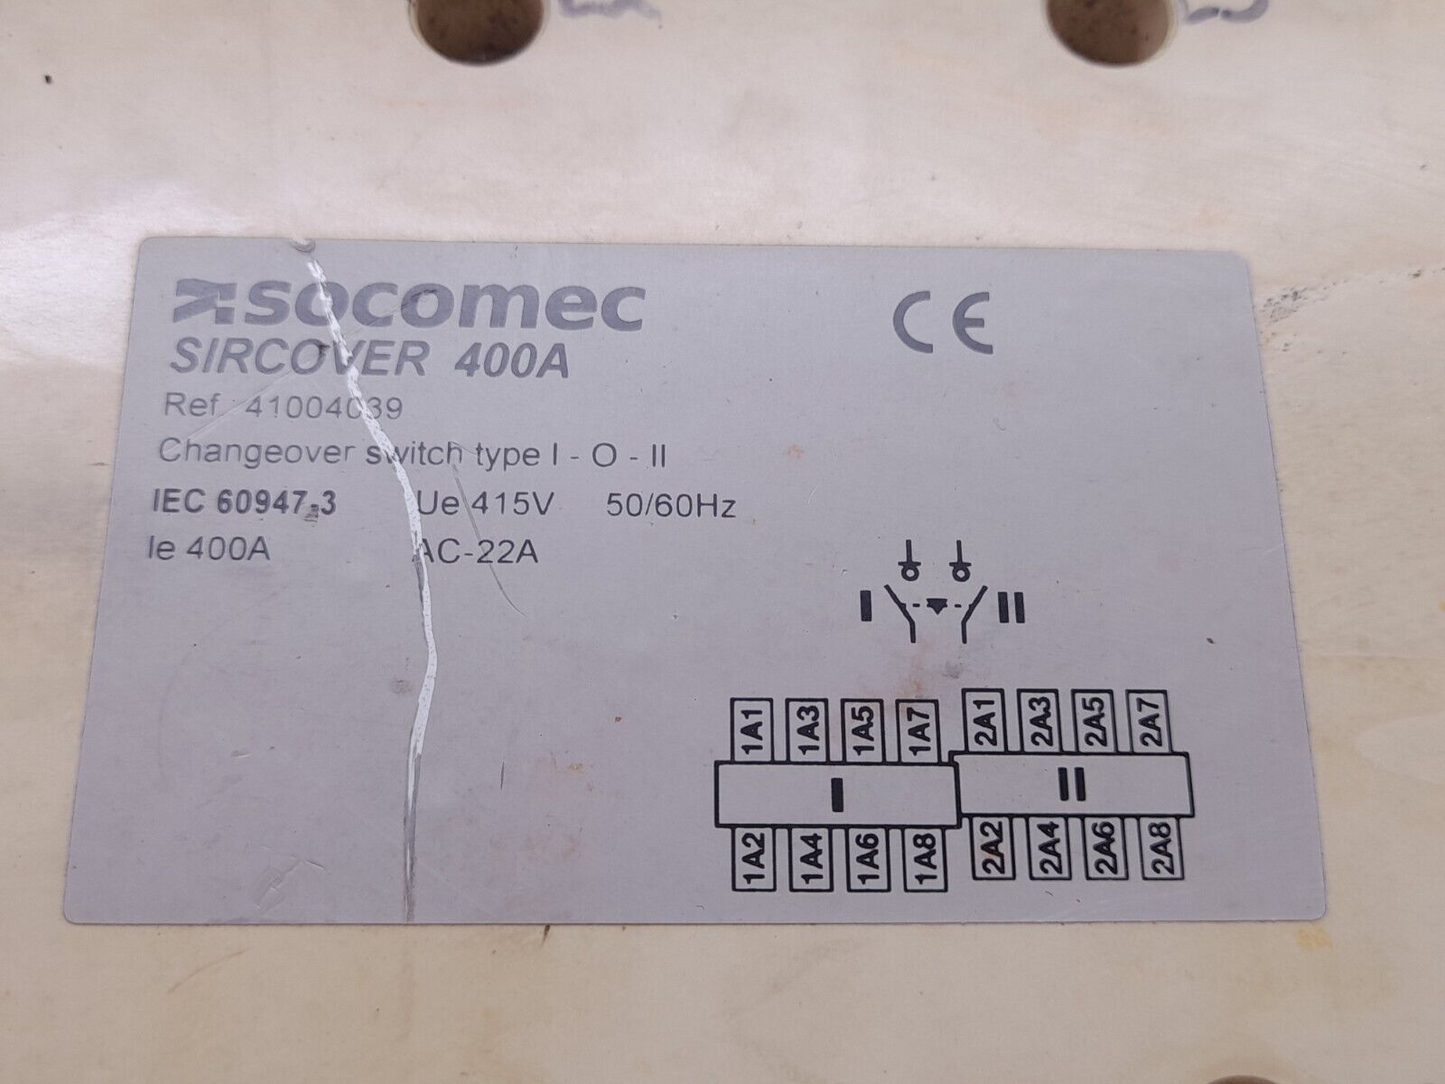 socomec
CE
SIRCOVER 400A
Ref. 41004039
Changeover switch type I - O - II
IEC 60947-3 Ue 415V 50/60Hz
Ie 400A AC-22A
I II
1A1 1A3 1A5 1A7 2A1 2A3 2A5 2A7
I II
1A2 1A4 1A6 1A8 2A2 2A4 2A6 2A8